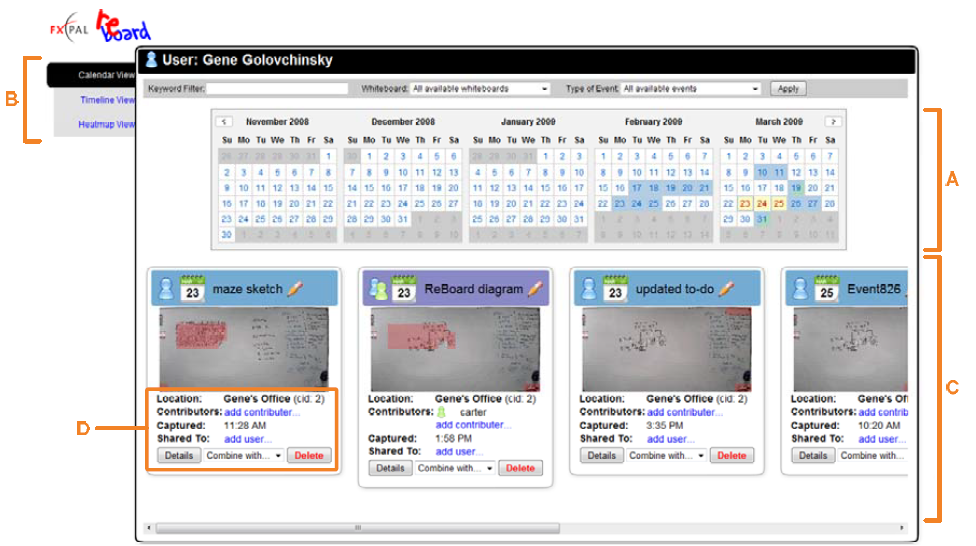 FX PAL reBoard
User: Gene Golovchinsky
Calendar View
Timeline View
Heatmap View
B
Keyword Filter: Whiteboard: All available whiteboards Type of Event: All available events Apply
< November 2008 December 2008 January 2009 February 2009 March 2009 >
Su Mo Tu We Th Fr Sa Su Mo Tu We Th Fr Sa Su Mo Tu We Th Fr Sa Su Mo Tu We Th Fr Sa Su Mo Tu We Th Fr Sa
26 27 28 29 30 31 1 30 1 2 3 4 5 6 28 29 30 31 1 2 3 1 2 3 4 5 6 7 1 2 3 4 5 6 7
2 3 4 5 6 7 8 7 8 9 10 11 12 13 4 5 6 7 8 9 10 8 9 10 11 12 13 14 8 9 10 11 12 13 14
9 10 11 12 13 14 15 14 15 16 17 18 19 20 11 12 13 14 15 16 17 15 16 17 18 19 20 21 15 16 17 18 19 20 21
16 17 18 19 20 21 22 21 22 23 24 25 26 27 18 19 20 21 22 23 24 22 23 24 25 26 27 28 22 23 24 25 26 27 28
23 24 25 26 27 28 29 28 29 30 31 1 2 3 25 26 27 28 29 30 31 1 2 3 4 5 6 7 29 30 31 1 2 3 4
30 1 2 3 4 5 6 4 5 6 7 8 9 10 1 2 3 4 5 6 7 8 9 10 11 12 13 14 5 6 7 8 9 10 11
A
23 maze sketch
Location: Gene's Office (cid: 2)
Contributors: add contributer...
Captured: 11:28 AM
Shared To: add user...
Details Combine with... Delete
D
23 ReBoard diagram
Location: Gene's Office (cid: 2)
Contributors: carter
add contributer...
Captured: 1:58 PM
Shared To: add user...
Details Combine with... Delete
23 updated to-do
Location: Gene's Office (cid: 2)
Contributors: add contributer...
Captured: 3:35 PM
Shared To: add user...
Details Combine with... Delete
25 Event826
Location: Gene's Offi
Contributors: add contrib
Captured: 10:20 AM
Shared To: add user...
Details Combine with...
C